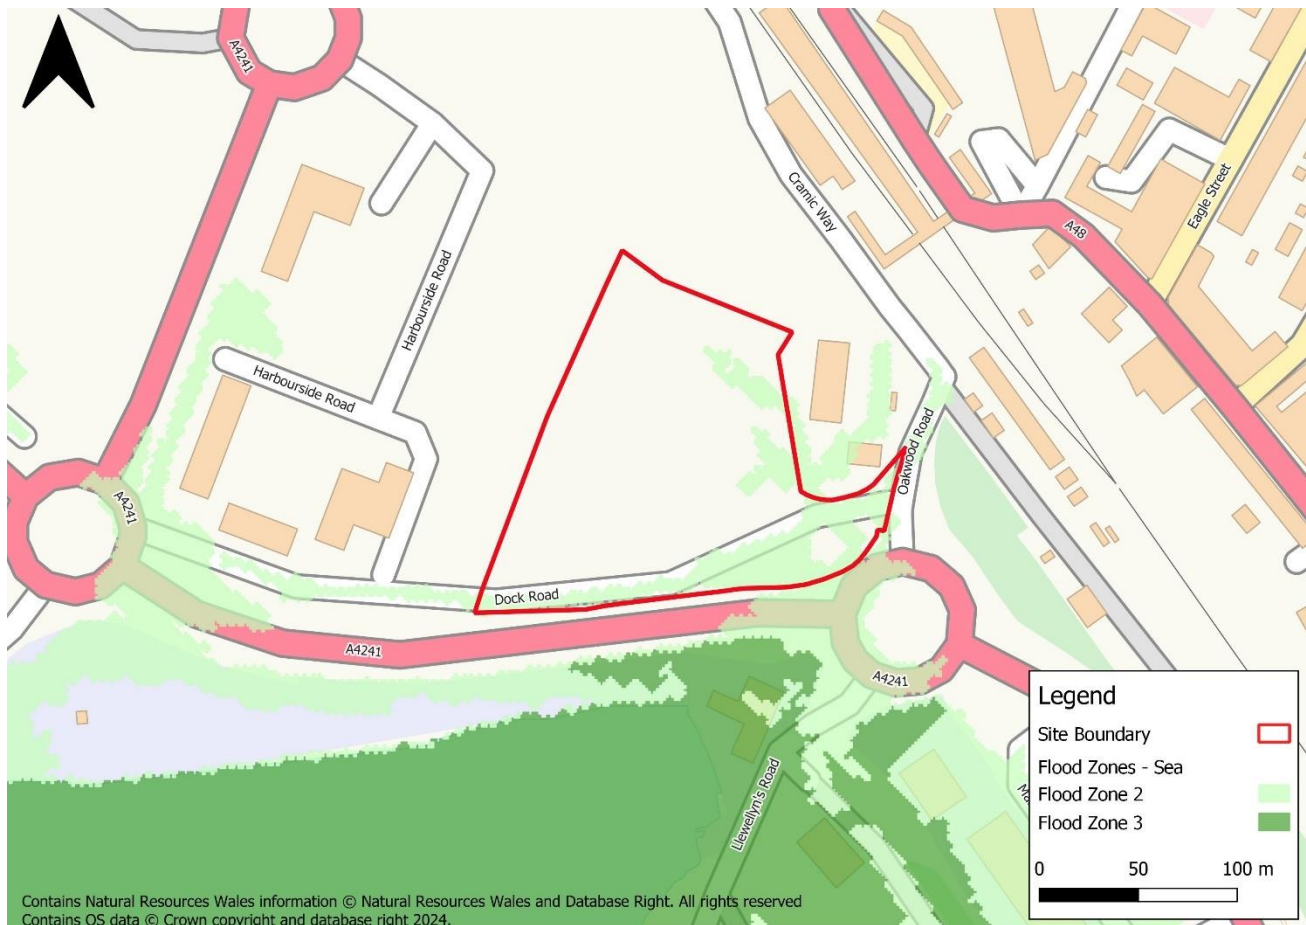 A4241
Cramic Way
Eagle Street
A48
Harbourside Road
Harbourside Road
Oakwood Road
A4241
Dock Road
A4241
A4241
Llewellyn's Road
Legend
Site Boundary
Flood Zones - Sea
Flood Zone 2
Flood Zone 3
0 50 100 m
Contains Natural Resources Wales information © Natural Resources Wales and Database Right. All rights reserved
Contains OS data © Crown copyright and database right 2024.